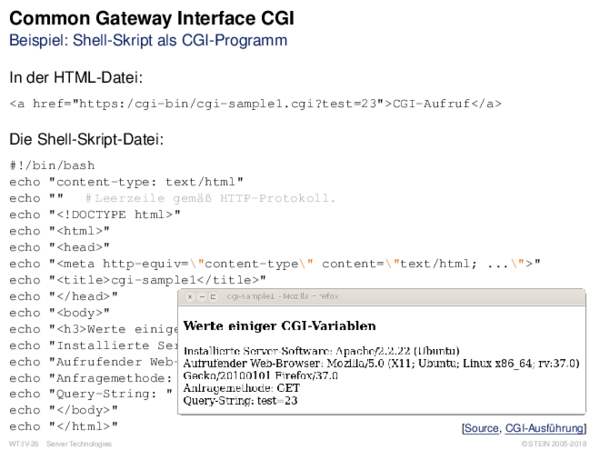 Common Gateway Interface CGI
Beispiel: Shell-Skript als CGI-Programm
In der HTML-Datei:
<a href="https:/cgi-bin/cgi-sample1.cgi?test=23">CGI-Aufruf</a>
Die Shell-Skript-Datei:
#!/bin/bash
echo "content-type: text/html"
echo "" #Leerzeile gemäß HTTP-Protokoll.
echo "<!DOCTYPE html>"
echo "<html>"
echo "<head>"
echo "<meta http-equiv=\"content-type\" content=\"text/html; ...\">"
echo "<title>cgi-sample1</title>"
echo "</head>"
echo "<body>"
echo "<h3>Werte einige
echo "Installierte Ser
echo "Aufrufender Web-
echo "Anfragemethode:
echo "Query-String: "
echo "</body>"
echo "</html>"
cgi-sample1 - Mozilla Firefox
Werte einiger CGI-Variablen
Installierte Server-Software: Apache/2.2.22 (Ubuntu)
Aufrufender Web-Browser: Mozilla/5.0 (X11; Ubuntu; Linux x86_64; rv:37.0)
Gecko/20100101 Firefox/37.0
Anfragemethode: GET
Query-String: test=23
[Source, CGI-Ausführung]
WT:IV-26 Server Technologies
©STEIN 2005-2018